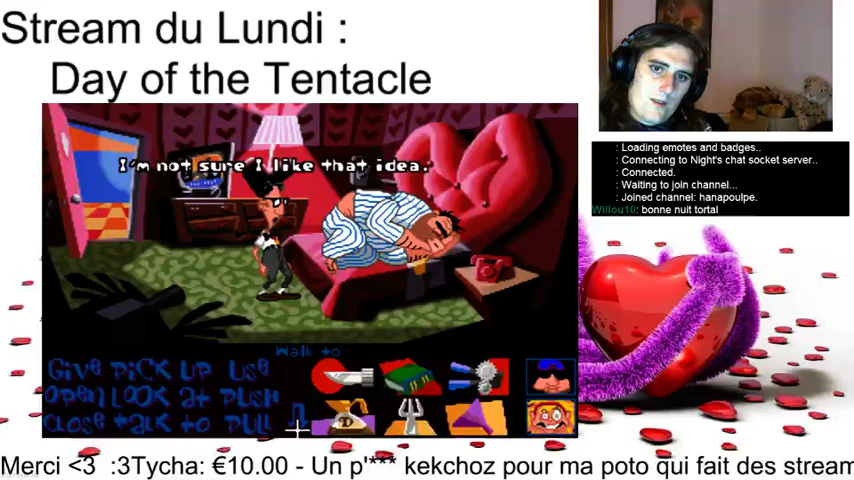 Stream du Lundi :
Day of the Tentacle
I'm not sure I like that idea.
: Loading emotes and badges..
: Connecting to Night's chat socket server..
: Connected.
: Waiting to join channel...
: Joined channel: hanapoulpe.
Willou10: bonne nuit tortal
Walk to
Give Pick up Use
Open Look at Push
Close Talk to Pull
Merci <3 :3Tycha: €10.00 - Un p'*** kekchoz pour ma poto qui fait des stream